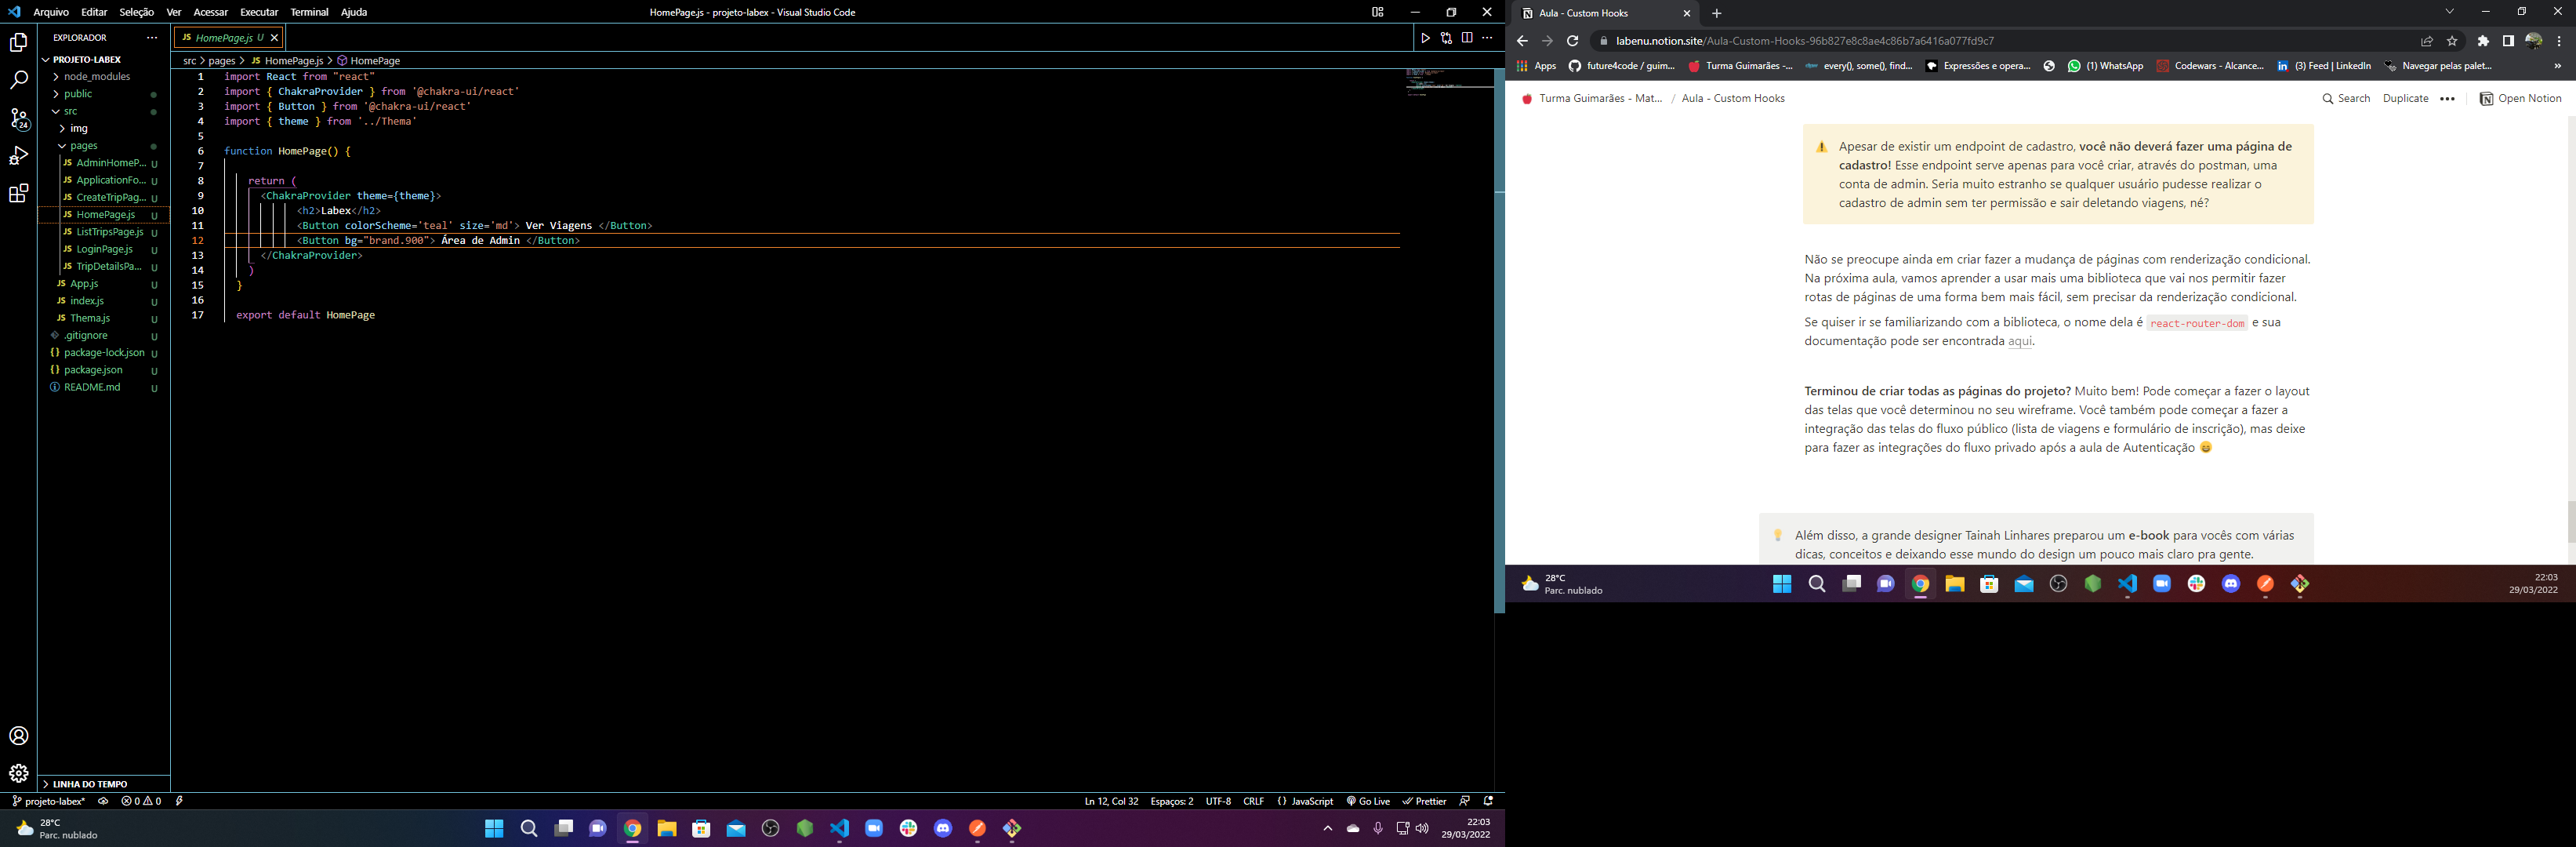 Arquivo Editar Seleção Ver Acessar Executar Terminal Ajuda
HomePage.js - projeto-labex - Visual Studio Code
EXPLORADOR
PROJETO-LABEX
node_modules
public
src
img
pages
AdminHomeP... U
ApplicationFo... U
CreateTripPag... U
HomePage.js U
ListTripsPage.js U
LoginPage.js U
TripDetailsPa... U
App.js U
index.js U
Thema.js U
.gitignore U
package-lock.json U
package.json U
README.md U
LINHA DO TEMPO
24
JS HomePage.js U
src > pages > JS HomePage.js > HomePage
1 import React from "react"
2 import { ChakraProvider } from '@chakra-ui/react'
3 import { Button } from '@chakra-ui/react'
4 import { theme } from '../Thema'
5
6 function HomePage() {
7
8 return (
9 <ChakraProvider theme={theme}>
10 <h2>Labex</h2>
11 <Button colorScheme='teal' size='md'> Ver Viagens </Button>
12 <Button bg="brand.900"> Área de Admin </Button>
13 </ChakraProvider>
14 )
15 }
16
17 export default HomePage
projeto-labex* 0 0
Ln 12, Col 32 Espaços: 2 UTF-8 CRLF {} JavaScript Go Live Prettier
28°C
Parc. nublado
22:03
29/03/2022
Aula - Custom Hooks
labenu.notion.site/Aula-Custom-Hooks-96b827e8c8ae4c86b7a6416a077fd9c7
Apps future4code / guim... Turma Guimarães -... every(), some(), find... Expressões e opera... (1) WhatsApp Codewars - Alcance... (3) Feed | LinkedIn Navegar pelas palet... »
Turma Guimarães - Mat... / Aula - Custom Hooks
Search Duplicate Open Notion
Apesar de existir um endpoint de cadastro, você não deverá fazer uma página de
cadastro! Esse endpoint serve apenas para você criar, através do postman, uma
conta de admin. Seria muito estranho se qualquer usuário pudesse realizar o
cadastro de admin sem ter permissão e sair deletando viagens, né?
Não se preocupe ainda em criar fazer a mudança de páginas com renderização condicional.
Na próxima aula, vamos aprender a usar mais uma biblioteca que vai nos permitir fazer
rotas de páginas de uma forma bem mais fácil, sem precisar da renderização condicional.
Se quiser ir se familiarizando com a biblioteca, o nome dela é react-router-dom e sua
documentação pode ser encontrada aqui.
Terminou de criar todas as páginas do projeto? Muito bem! Pode começar a fazer o layout
das telas que você determinou no seu wireframe. Você também pode começar a fazer a
integração das telas do fluxo público (lista de viagens e formulário de inscrição), mas deixe
para fazer as integrações do fluxo privado após a aula de Autenticação 😄
Além disso, a grande designer Tainah Linhares preparou um e-book para vocês com várias
dicas, conceitos e deixando esse mundo do design um pouco mais claro pra gente.
28°C
Parc. nublado
22:03
29/03/2022